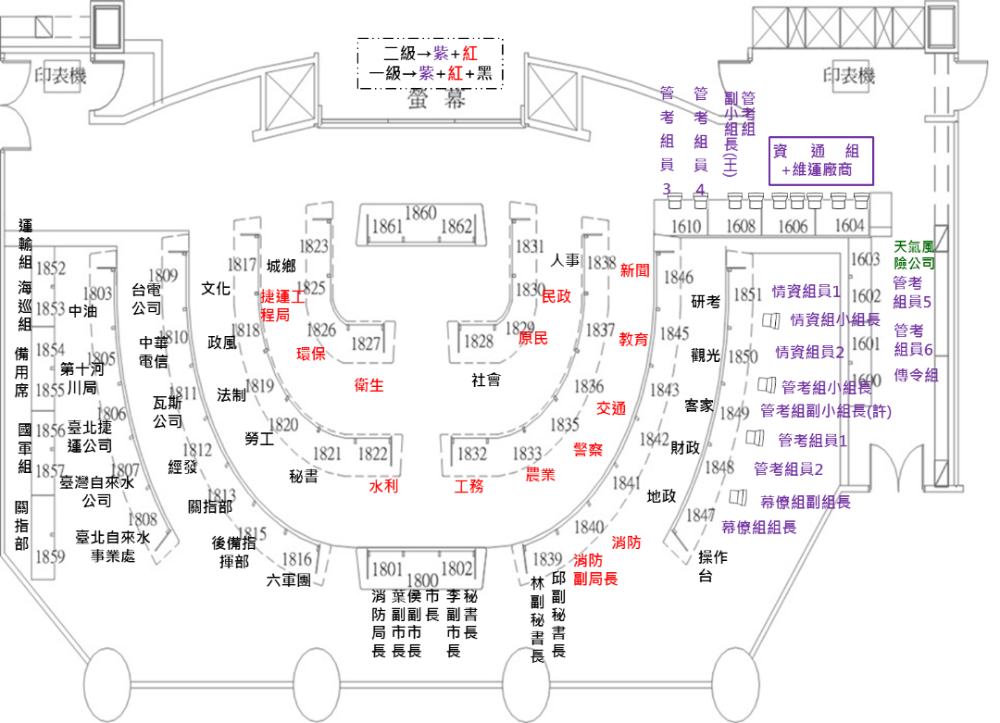 二級→紫+紅
一級→紫+紅+黑
螢 幕
印表機
印表機
管考組員3
管考組員4
副小組長(王)
管考組
資 通 組
+維運廠商
1610
1608
1606
1604
1603
1602
1601
1600
天氣風
險公司
管考
組員5
管考
組員6
傳令組
運輸組
海巡組
備用席
國軍組
關指部
1852
1853
1854
1855
1856
1857
1859
1803
中油
1805
第十河
川局
1806
臺北捷
運公司
1807
臺灣自來水
公司
1808
臺北自來水
事業處
1809
台電
公司
1810
中華
電信
1811
瓦斯
公司
1812
經發
1813
關指部
1815
後備指
揮部
1816
六軍團
1817
文化
1818
政風
1819
法制
1820
勞工
1821
秘書
1822
水利
1823
城鄉
1825
捷運工
程局
1826
環保
1827
衛生
1860
1861
1862
1831
人事
1830
民政
1829
原民
1828
社會
1838
新聞
1837
教育
1836
交通
1835
警察
1833
農業
1832
工務
1846
研考
1845
觀光
1843
客家
1842
財政
1841
地政
1840
消防
1839
消防
副局長
1851
情資組員1
情資組小組長
1850
情資組員2
管考組小組長
1849
管考組副小組長(許)
管考組員1
1848
管考組員2
幕僚組副組長
1847
幕僚組組長
操作
台
1801
1800
1802
消防局長
葉副市長
侯副市長
市長
李副市長
秘書長
林副秘書長
邱副秘書長